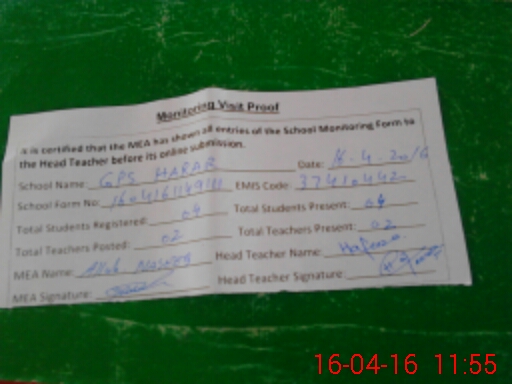 Monitoring Visit Proof
It is certified that the MEA has shown all entries of the School Monitoring Form to
the Head Teacher before its online submission.
Date: 16-4-2016
School Name: GPS HARAB
EMIS Code: 37410442
School Form No:
Total Students Registered: 04
Total Students Present: 04
Total Teachers Posted: 02
Total Teachers Present: 02
MEA Name: Allah
Head Teacher Name:
MEA Signature:
Head Teacher Signature:
16-04-16 11:55